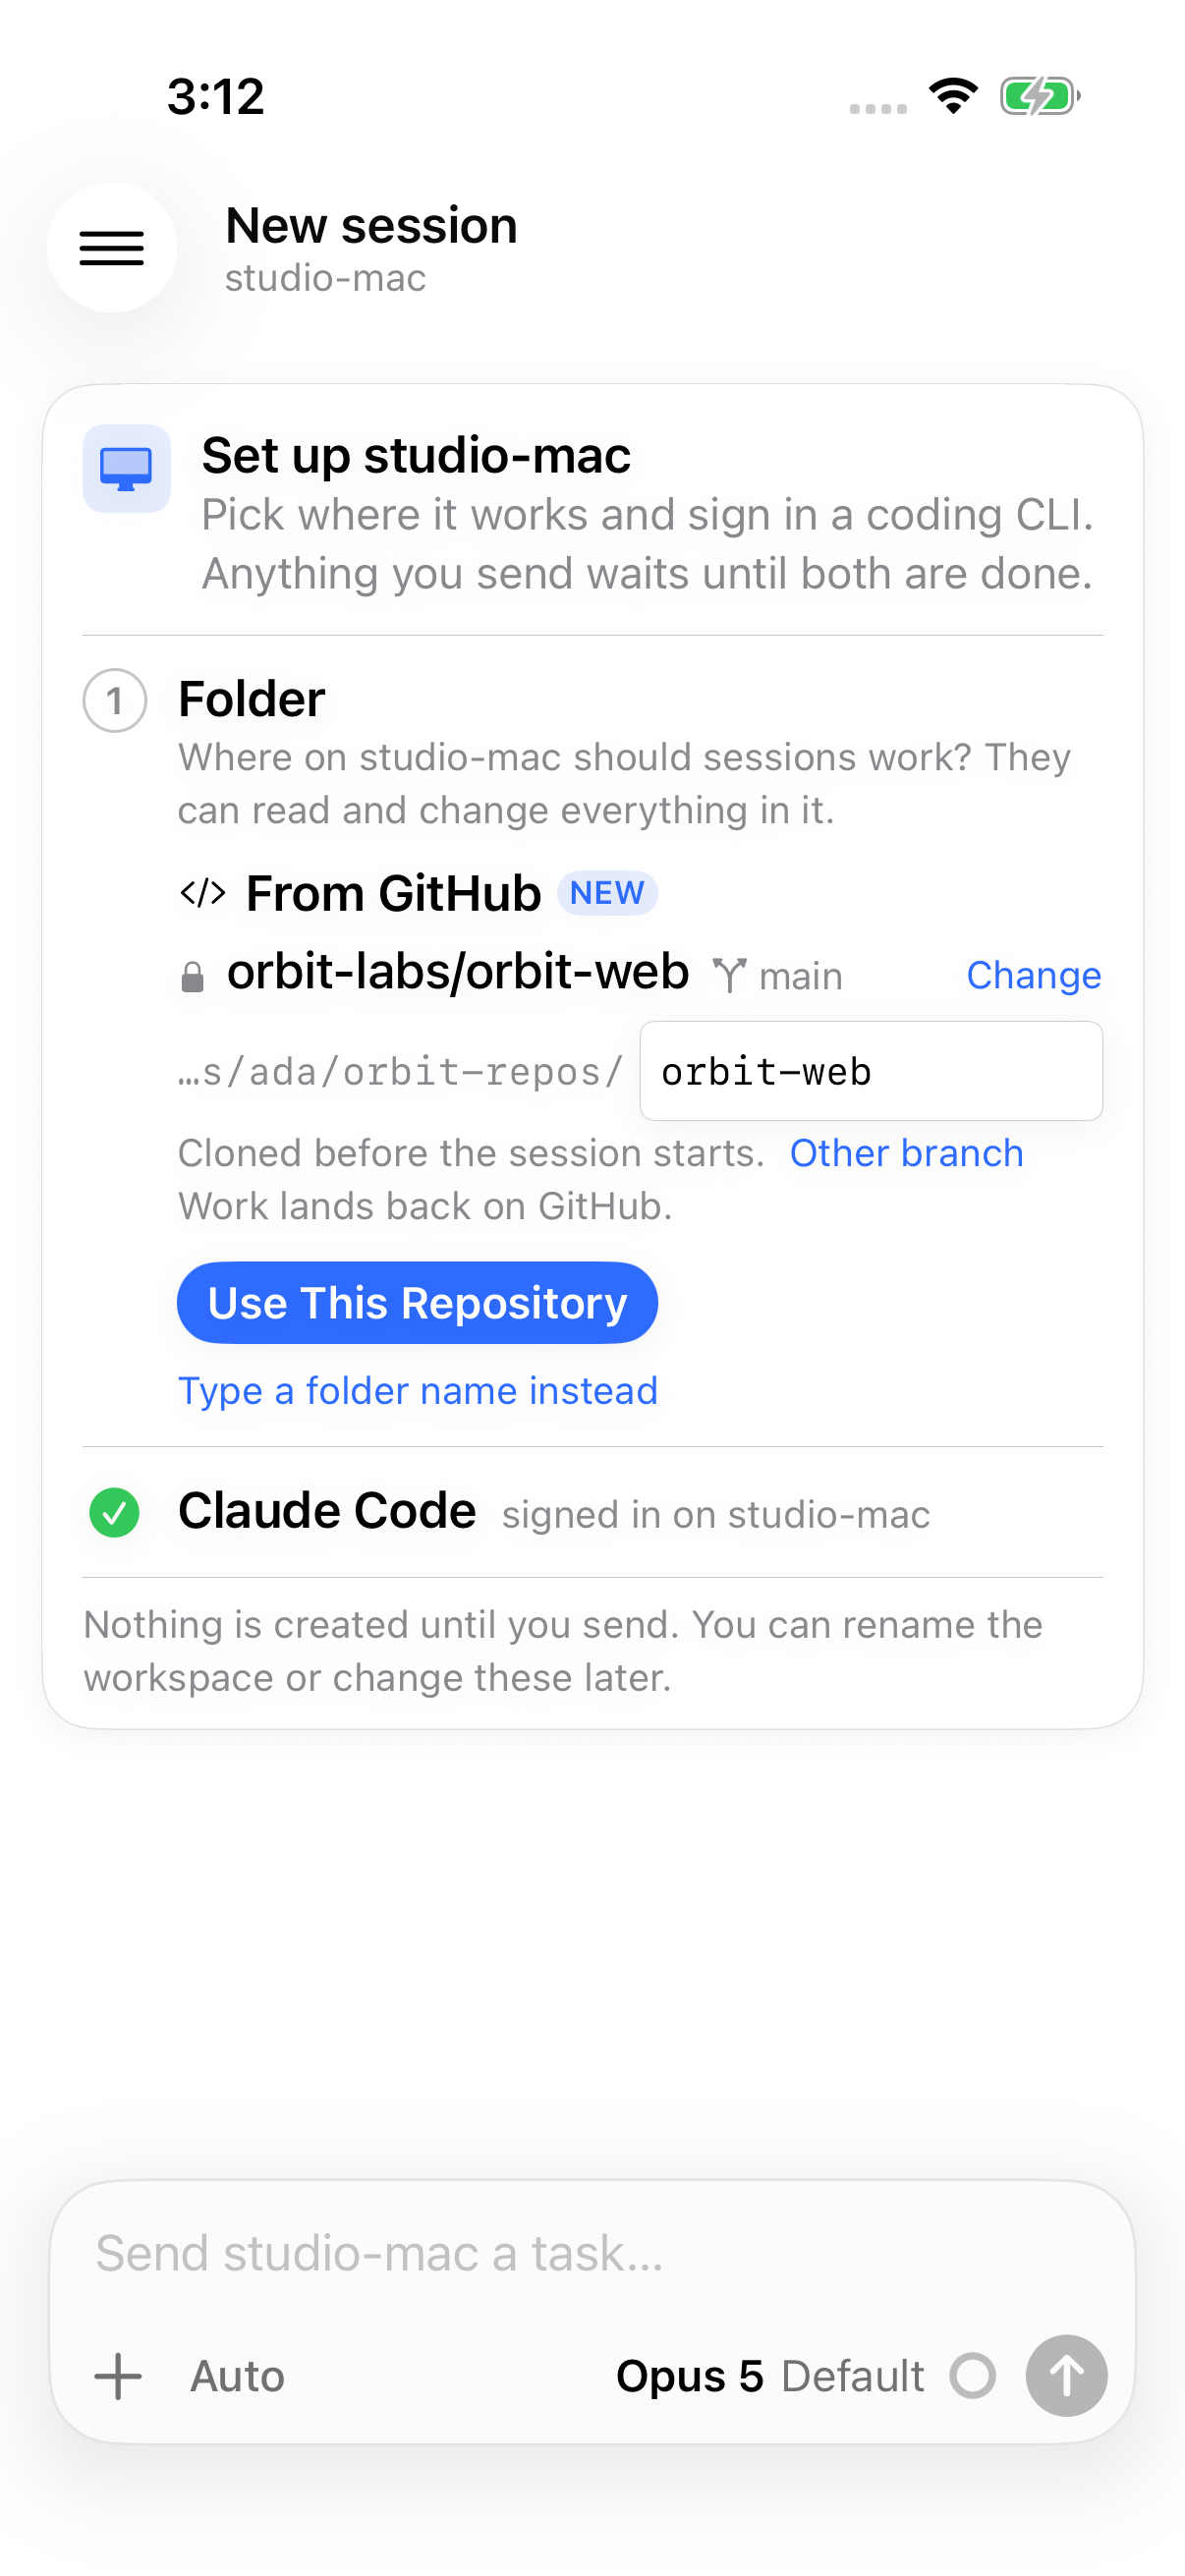 3:12
New session
studio-mac
Set up studio-mac
Pick where it works and sign in a coding CLI.
Anything you send waits until both are done.
1 Folder
Where on studio-mac should sessions work? They
can read and change everything in it.
</> From GitHub NEW
orbit-labs/orbit-web main Change
…s/ada/orbit-repos/ orbit-web
Cloned before the session starts. Other branch
Work lands back on GitHub.
Use This Repository
Type a folder name instead
Claude Code signed in on studio-mac
Nothing is created until you send. You can rename the
workspace or change these later.
Send studio-mac a task...
Auto Opus 5 Default